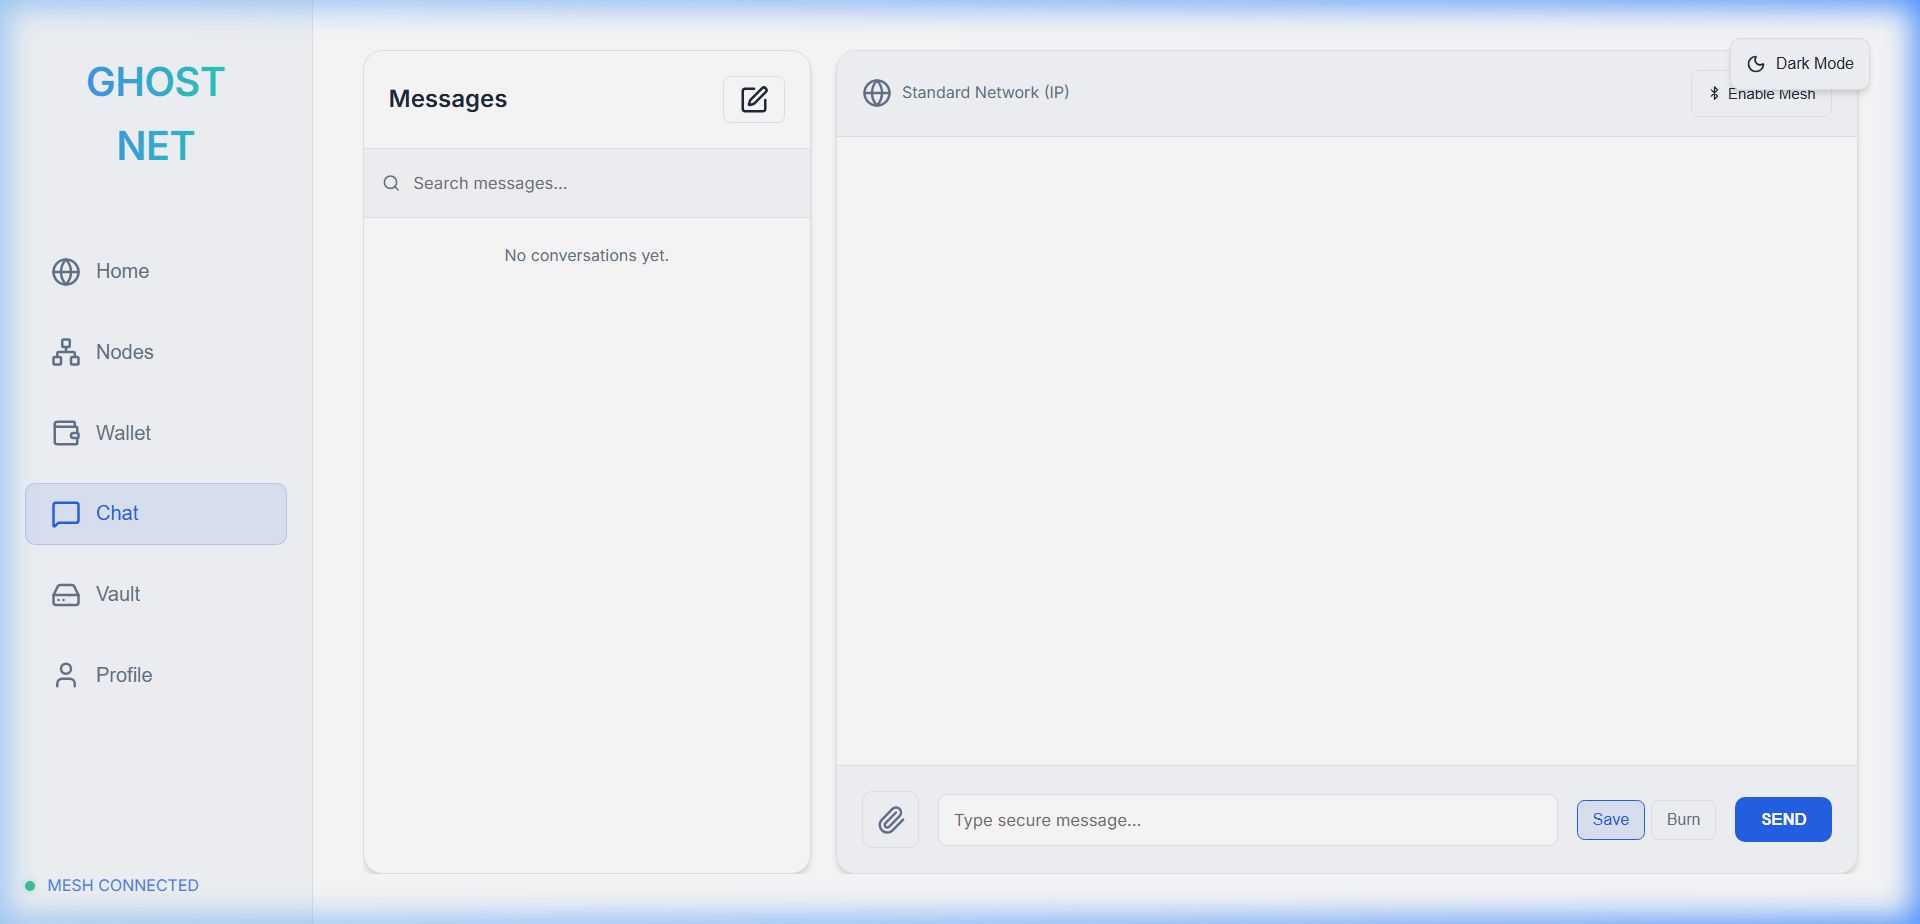 GHOST
NET
Home
Nodes
Wallet
Chat
Vault
Profile
MESH CONNECTED
Messages
Search messages...
No conversations yet.
Standard Network (IP)
Dark Mode
Enable Mesh
Type secure message...
Save
Burn
SEND